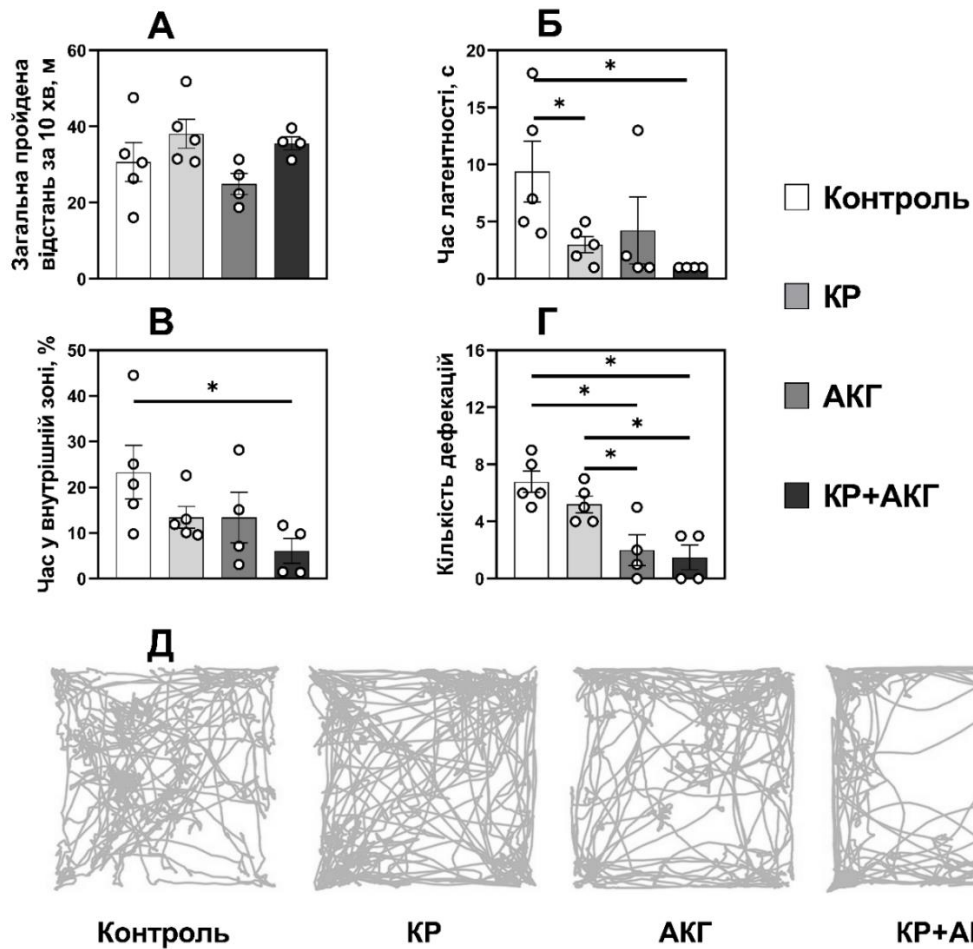 А
Загальна пройдена
відстань за 10 хв, м
60
40
20
0
Б
Час латентності, с
20
15
10
5
0
*
*
В
Час у внутрішній зоні, %
50
40
30
20
10
0
*
Г
Кількість дефекацій
16
12
8
4
0
*
*
*
*
Контроль
КР
АКГ
КР+АКГ
Д
Контроль
КР
АКГ